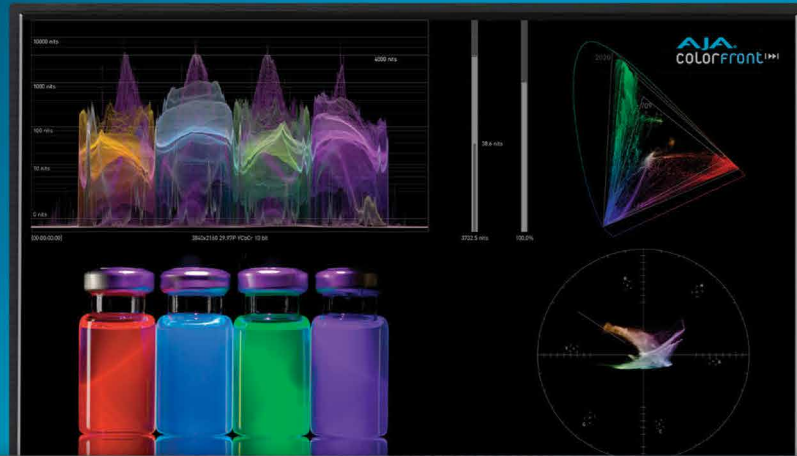 10000 nits
4000 nits
1000 nits
100 nits
10 nits
0 nits
[00:00:00:00]
3840x2160 29.97P YCbCr 10 bit
38.6 nits
3722.5 nits
100.0%
2020
709
AJA
colorfront